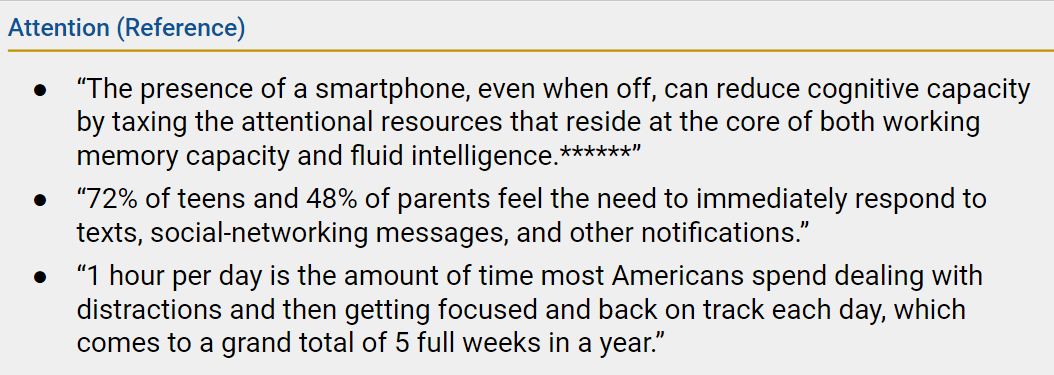 Attention (Reference)
● “The presence of a smartphone, even when off, can reduce cognitive capacity
by taxing the attentional resources that reside at the core of both working
memory capacity and fluid intelligence.******”
● “72% of teens and 48% of parents feel the need to immediately respond to
texts, social-networking messages, and other notifications.”
● “1 hour per day is the amount of time most Americans spend dealing with
distractions and then getting focused and back on track each day, which
comes to a grand total of 5 full weeks in a year.”